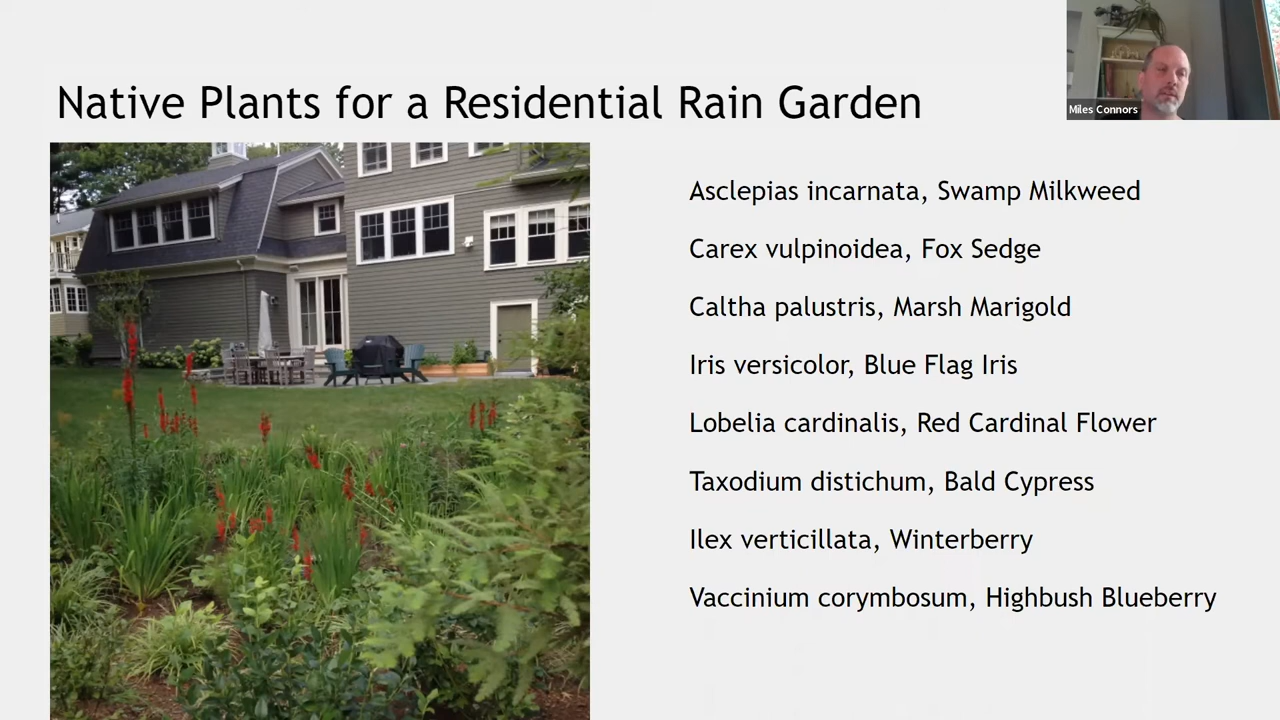 Native Plants for a Residential Rain Garden
Miles Connors
Asclepias incarnata, Swamp Milkweed
Carex vulpinoidea, Fox Sedge
Caltha palustris, Marsh Marigold
Iris versicolor, Blue Flag Iris
Lobelia cardinalis, Red Cardinal Flower
Taxodium distichum, Bald Cypress
Ilex verticillata, Winterberry
Vaccinium corymbosum, Highbush Blueberry